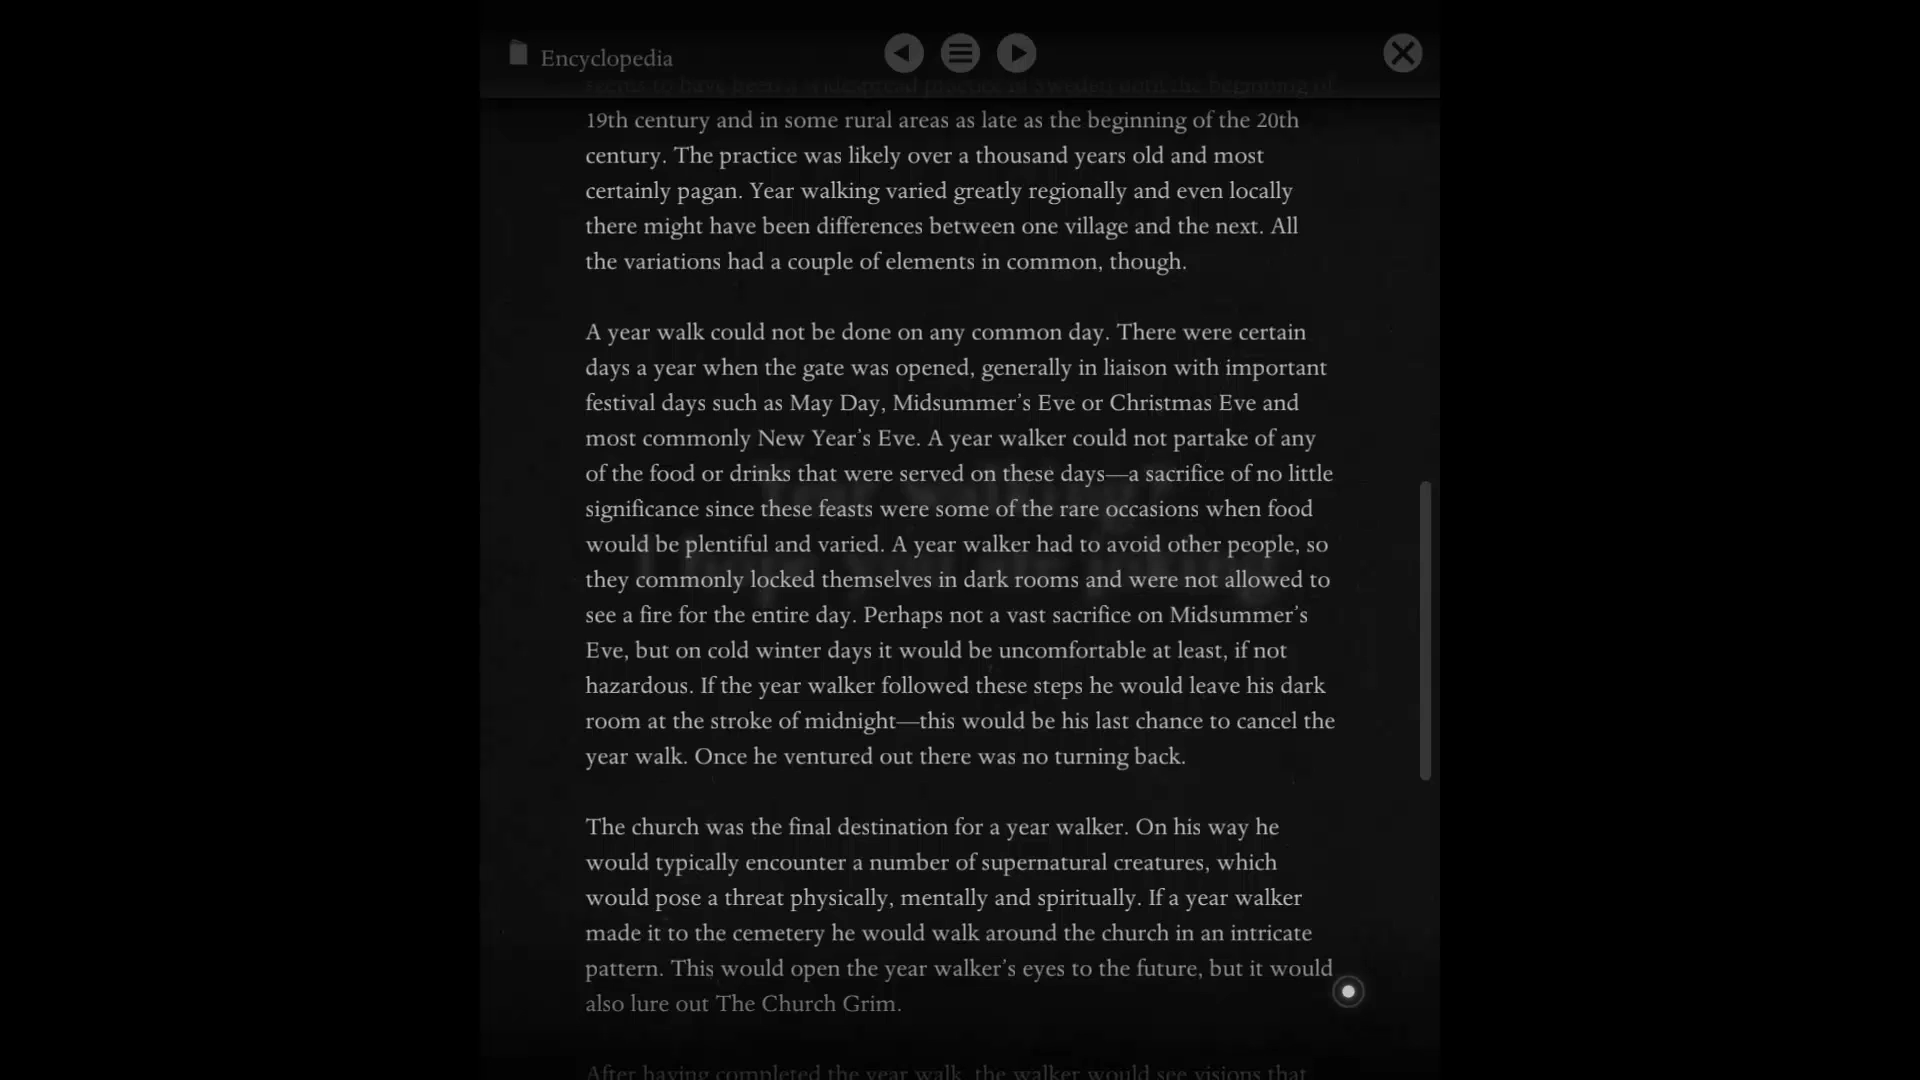 Encyclopedia
seems to have been a widespread practice in Sweden until the beginning of
19th century and in some rural areas as late as the beginning of the 20th
century. The practice was likely over a thousand years old and most
certainly pagan. Year walking varied greatly regionally and even locally
there might have been differences between one village and the next. All
the variations had a couple of elements in common, though.
A year walk could not be done on any common day. There were certain
days a year when the gate was opened, generally in liaison with important
festival days such as May Day, Midsummer’s Eve or Christmas Eve and
most commonly New Year’s Eve. A year walker could not partake of any
of the food or drinks that were served on these days—a sacrifice of no little
significance since these feasts were some of the rare occasions when food
would be plentiful and varied. A year walker had to avoid other people, so
they commonly locked themselves in dark rooms and were not allowed to
see a fire for the entire day. Perhaps not a vast sacrifice on Midsummer’s
Eve, but on cold winter days it would be uncomfortable at least, if not
hazardous. If the year walker followed these steps he would leave his dark
room at the stroke of midnight—this would be his last chance to cancel the
year walk. Once he ventured out there was no turning back.
The church was the final destination for a year walker. On his way he
would typically encounter a number of supernatural creatures, which
would pose a threat physically, mentally and spiritually. If a year walker
made it to the cemetery he would walk around the church in an intricate
pattern. This would open the year walker’s eyes to the future, but it would
also lure out The Church Grim.
After having completed the year walk, the walker would see visions that